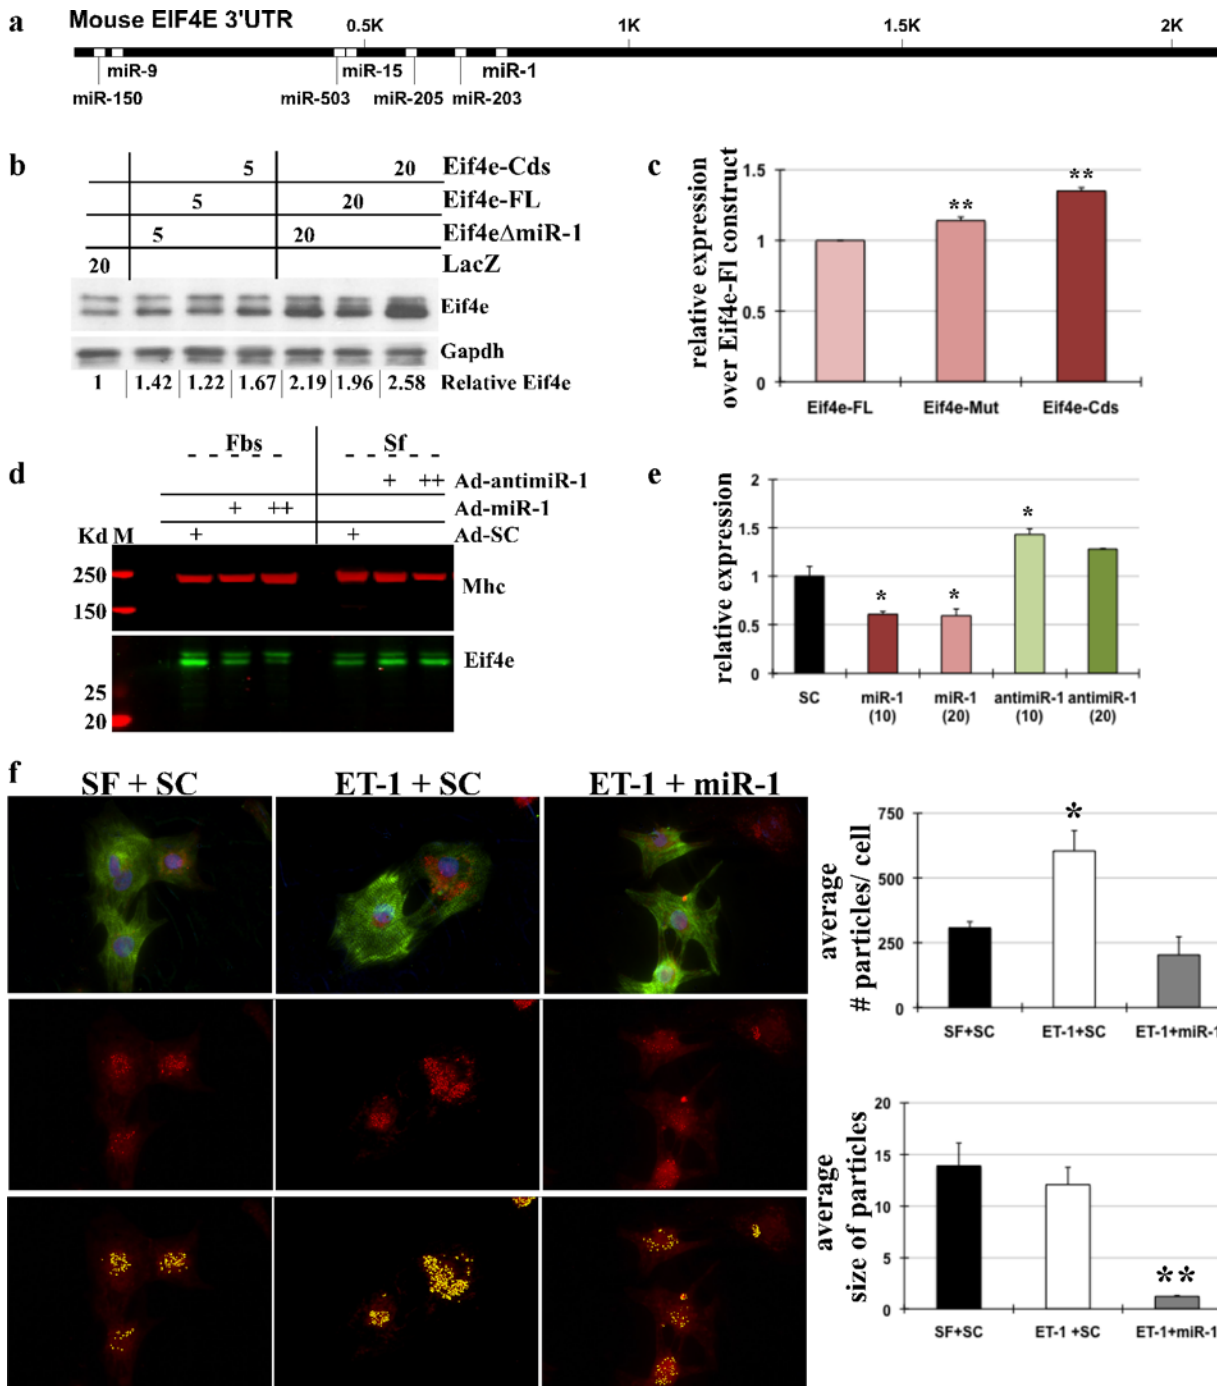 a
Mouse EIF4E 3'UTR
0.5K 1K 1.5K 2K
miR-9 miR-15 miR-1
miR-150 miR-503 miR-205 miR-203
b
5 20 Eif4e-Cds
5 20 Eif4e-FL
5 20 Eif4eΔmiR-1
20 LacZ
Eif4e
Gapdh
1 1.42 1.22 1.67 2.19 1.96 2.58 Relative Eif4e
c
relative expression
over Eif4e-Fl construct
1.5
1
0.5
0
** **
Eif4e-FL Eif4e-Mut Eif4e-Cds
d
Fbs Sf
- - - - - - - - - -
+ ++ Ad-antimiR-1
+ ++ Ad-miR-1
+ + Ad-SC
Kd M
250
150
Mhc
Eif4e
25
20
e
relative expression
2
1.5
1
0.5
0
* * *
SC miR-1 miR-1 antimiR-1 antimiR-1
(10) (20) (10) (20)
f
SF + SC ET-1 + SC ET-1 + miR-1
average
# particles/ cell
750
500
250
0
*
SF+SC ET-1+SC ET-1+miR-1
average
size of particles
20
15
10
5
0
**
SF+SC ET-1 +SC ET-1+miR-1